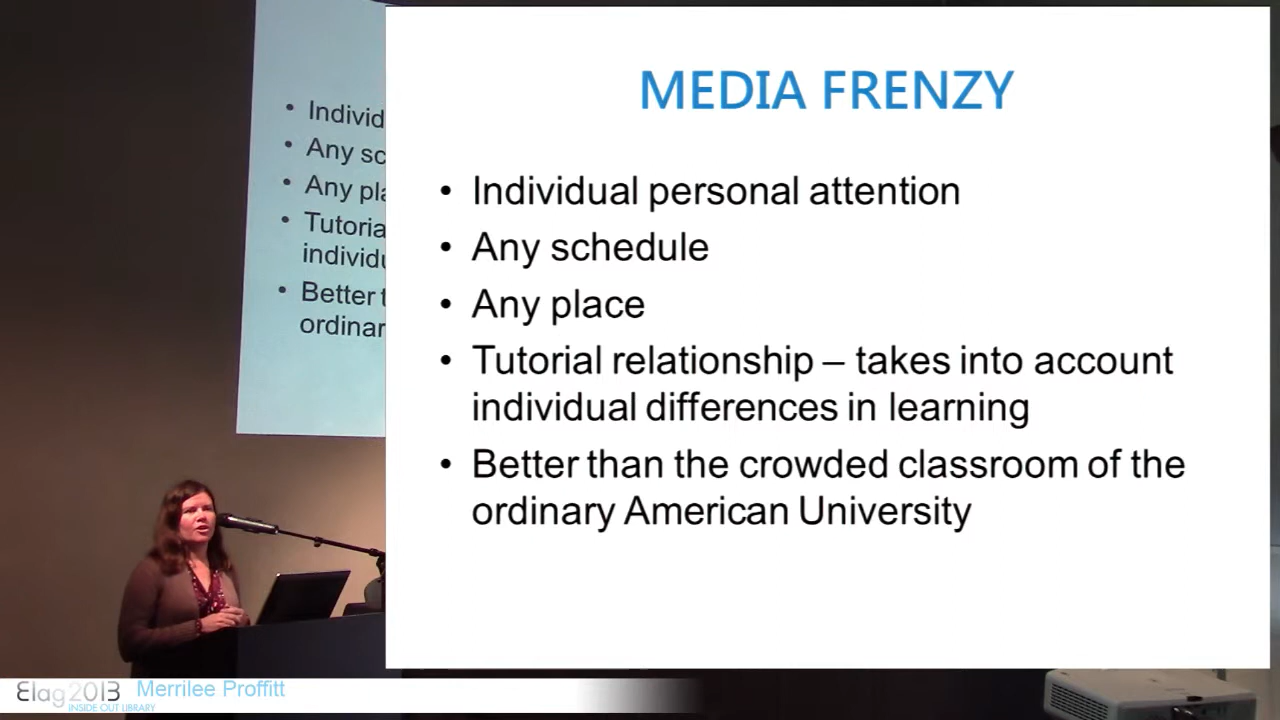 • Individ
• Any sc
• Any pla
• Tutoria
individu
• Better t
ordinar
MEDIA FRENZY
• Individual personal attention
• Any schedule
• Any place
• Tutorial relationship – takes into account
individual differences in learning
• Better than the crowded classroom of the
ordinary American University
Elag2013 Merrilee Proffitt
INSIDE OUT LIBRARY